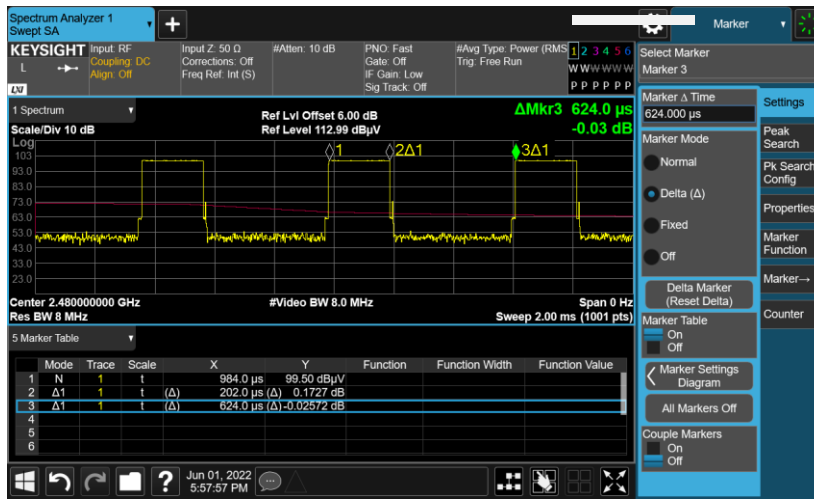 Spectrum Analyzer 1
Swept SA
Marker
KEYSIGHT
L
LXI
Input: RF
Coupling: DC
Align: Off
Input Z: 50 Ω
Corrections: Off
Freq Ref: Int (S)
#Atten: 10 dB
PNO: Fast
Gate: Off
IF Gain: Low
Sig Track: Off
#Avg Type: Power (RMS
Trig: Free Run
1 2 3 4 5 6
W W W W W W
P P P P P P
Select Marker
Marker 3
1 Spectrum
Scale/Div 10 dB
Ref Lvl Offset 6.00 dB
Ref Level 112.99 dBµV
ΔMkr3 624.0 µs
-0.03 dB
Log
103
93.0
83.0
73.0
63.0
53.0
43.0
33.0
23.0
1
2Δ1
3Δ1
Center 2.480000000 GHz
Res BW 8 MHz
#Video BW 8.0 MHz
Span 0 Hz
Sweep 2.00 ms (1001 pts)
5 Marker Table
Mode Trace Scale X Y Function Function Width Function Value
1 N 1 t 984.0 µs 99.50 dBµV
2 Δ1 1 t (Δ) 202.0 µs (Δ) 0.1727 dB
3 Δ1 1 t (Δ) 624.0 µs (Δ) -0.02572 dB
4
5
6
Marker Δ Time
624.000 µs
Marker Mode
Normal
Delta (Δ)
Fixed
Off
Delta Marker
(Reset Delta)
Marker Table
On
Off
Marker Settings
Diagram
All Markers Off
Couple Markers
On
Off
Settings
Peak
Search
Pk Search
Config
Properties
Marker
Function
Marker→
Counter
?
Jun 01, 2022
5:57:57 PM